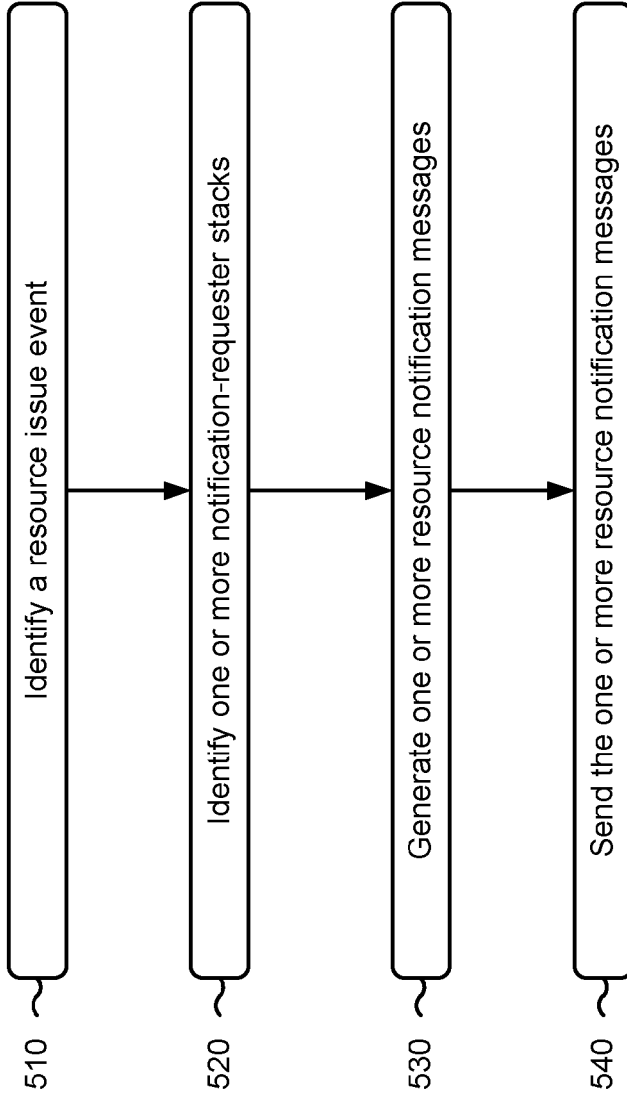 510
Identify a resource issue event
520
Identify one or more notification-requester stacks
530
Generate one or more resource notification messages
540
Send the one or more resource notification messages